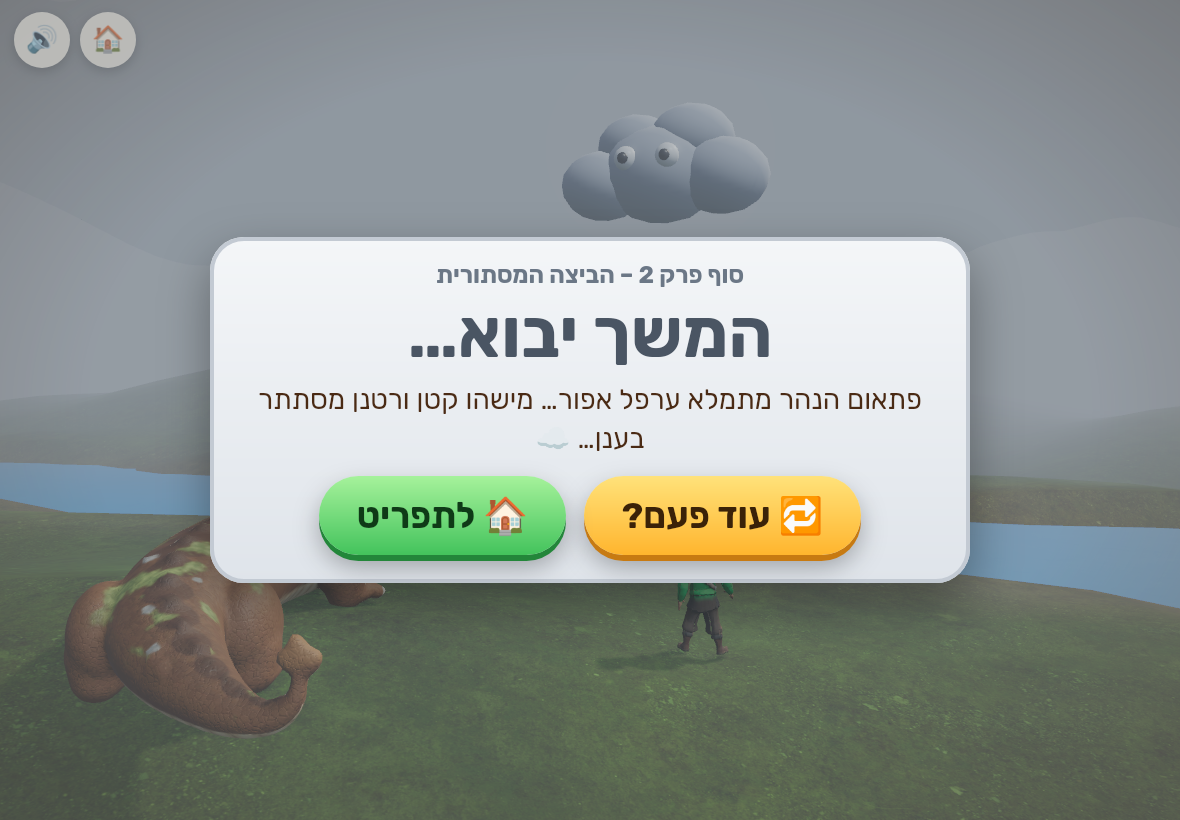 סוף פרק 2 – הביצה המסתורית
המשך יבוא...
פתאום הנהר מתמלא ערפל אפור... מישהו קטן ורטנן מסתתר
בענן... ☁️
🔁 עוד פעם?
🏠 לתפריט